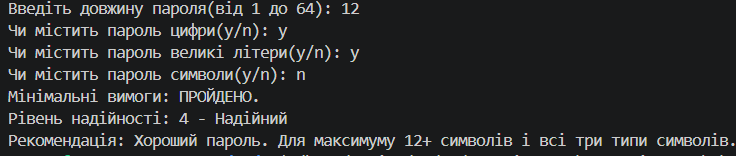 Введіть довжину пароля(від 1 до 64): 12
Чи містить пароль цифри(y/n): y
Чи містить пароль великі літери(y/n): y
Чи містить пароль символи(y/n): n
Мінімальні вимоги: ПРОЙДЕНО.
Рівень надійності: 4 - Надійний
Рекомендація: Хороший пароль. Для максимуму 12+ символів і всі три типи символів.